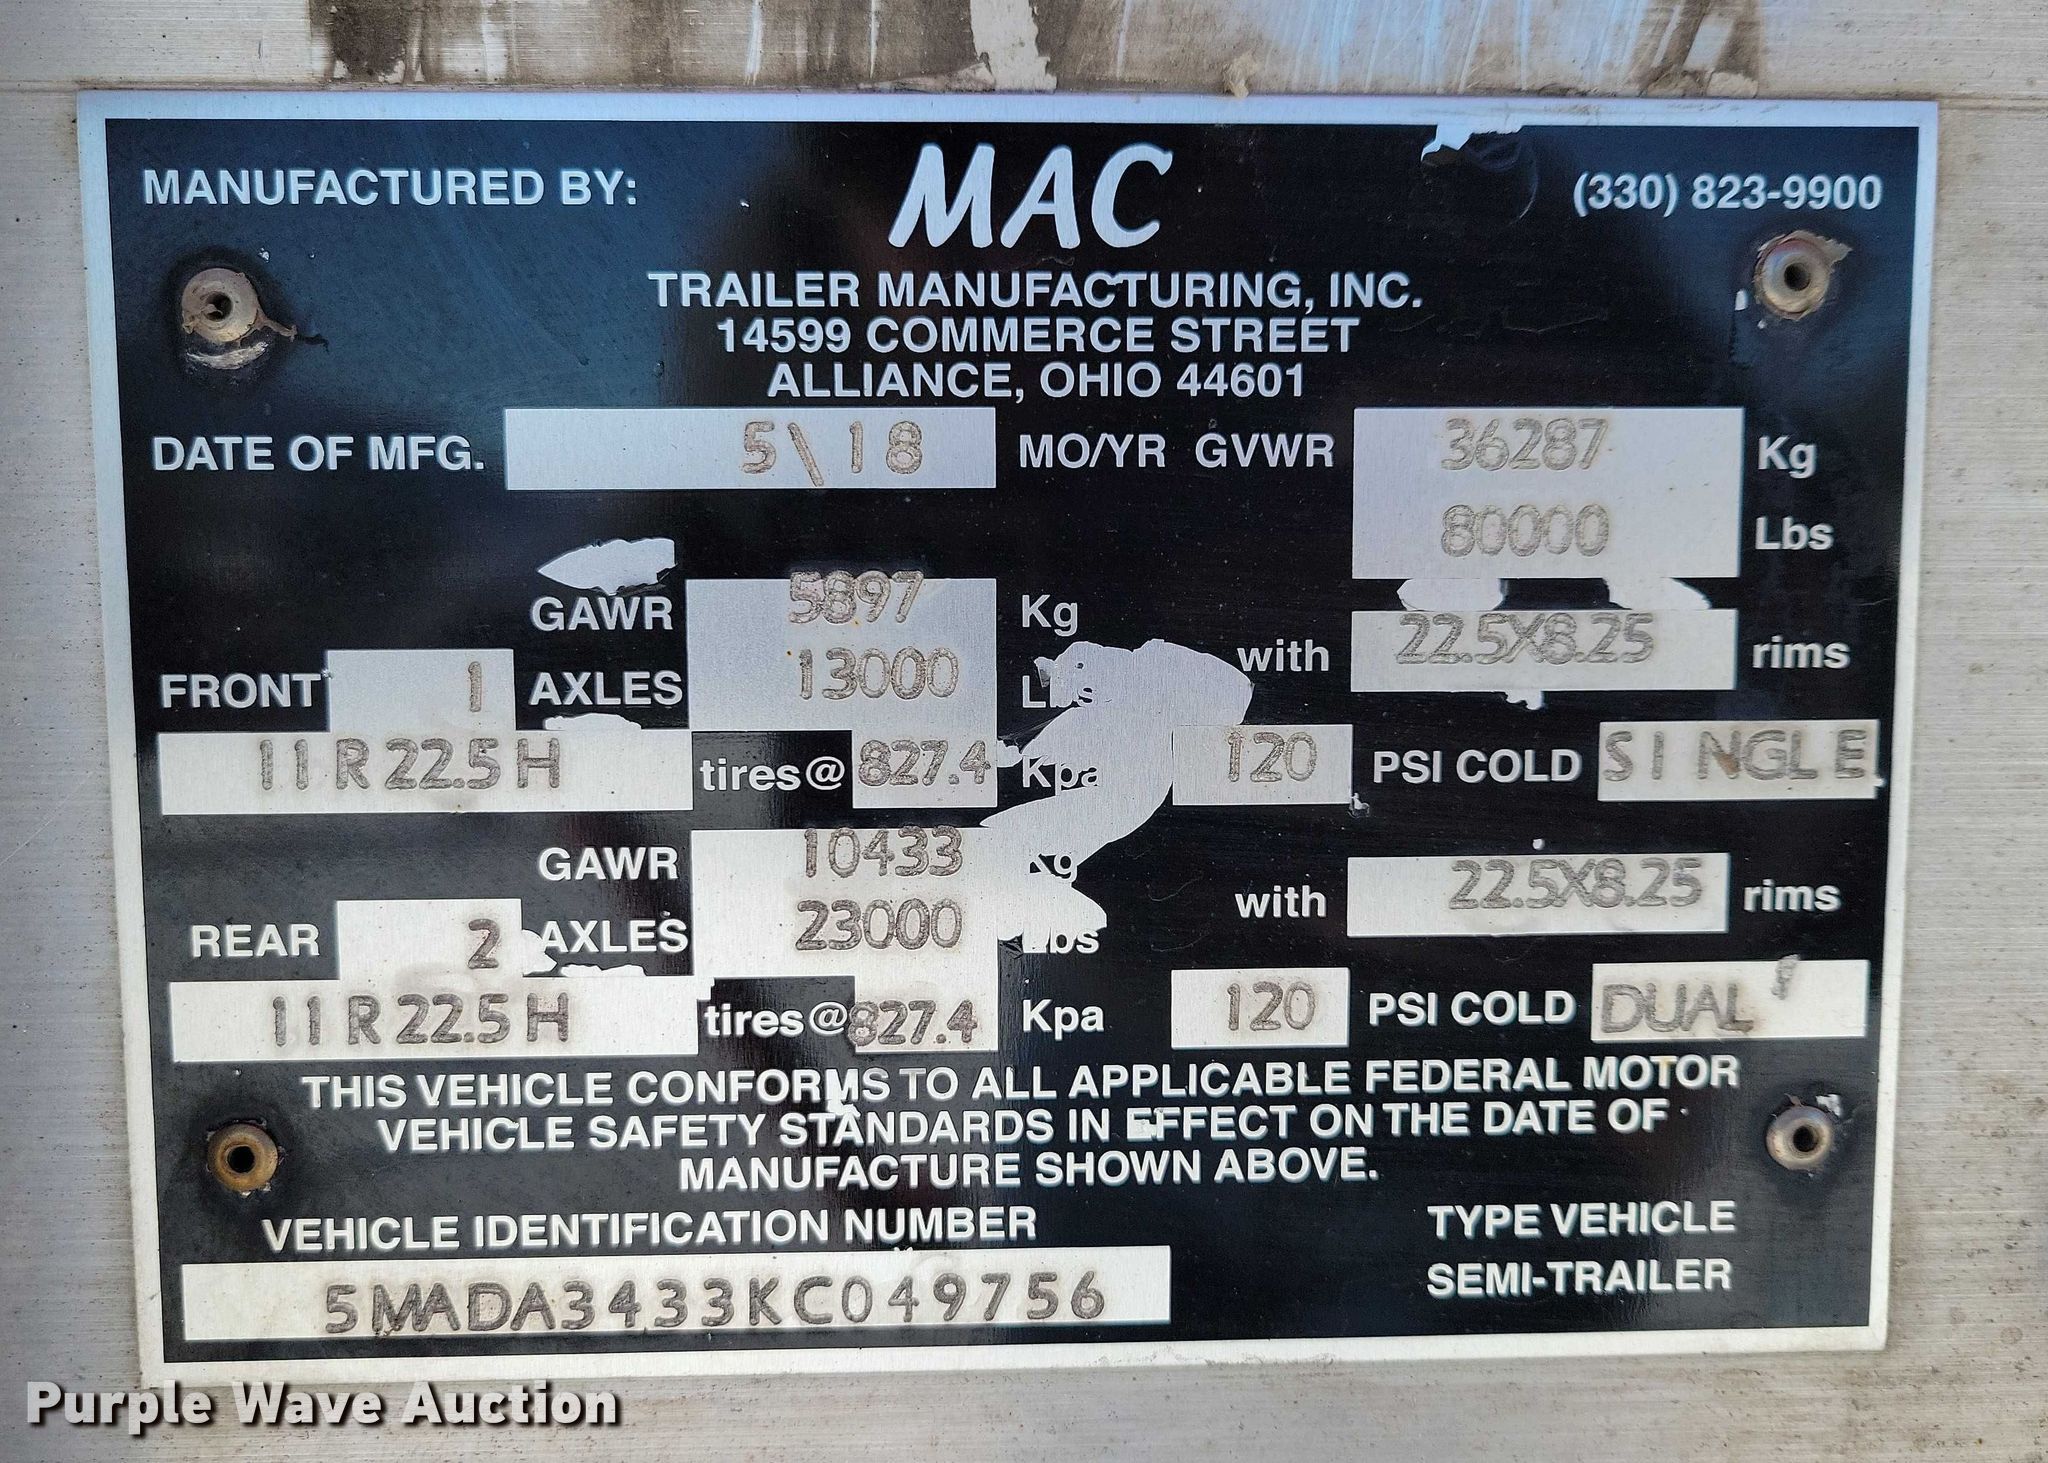 MANUFACTURED BY: MAC (330) 823-9900
TRAILER MANUFACTURING, INC.
14599 COMMERCE STREET
ALLIANCE, OHIO 44601
DATE OF MFG. 5\18 MO/YR GVWR 36287 Kg
80000 Lbs
GAWR 5897 Kg
with 22.5X8.25 rims
FRONT 1 AXLES 13000 Lbs
11R22.5H tires@ 827.4 Kpa 120 PSI COLD SINGLE
GAWR 10433 Kg
with 22.5X8.25 rims
REAR 2 AXLES 23000 Lbs
11R22.5H tires@ 827.4 Kpa 120 PSI COLD DUAL
THIS VEHICLE CONFORMS TO ALL APPLICABLE FEDERAL MOTOR
VEHICLE SAFETY STANDARDS IN EFFECT ON THE DATE OF
MANUFACTURE SHOWN ABOVE.
VEHICLE IDENTIFICATION NUMBER TYPE VEHICLE
5MADA3433KC049756 SEMI-TRAILER
Purple Wave Auction